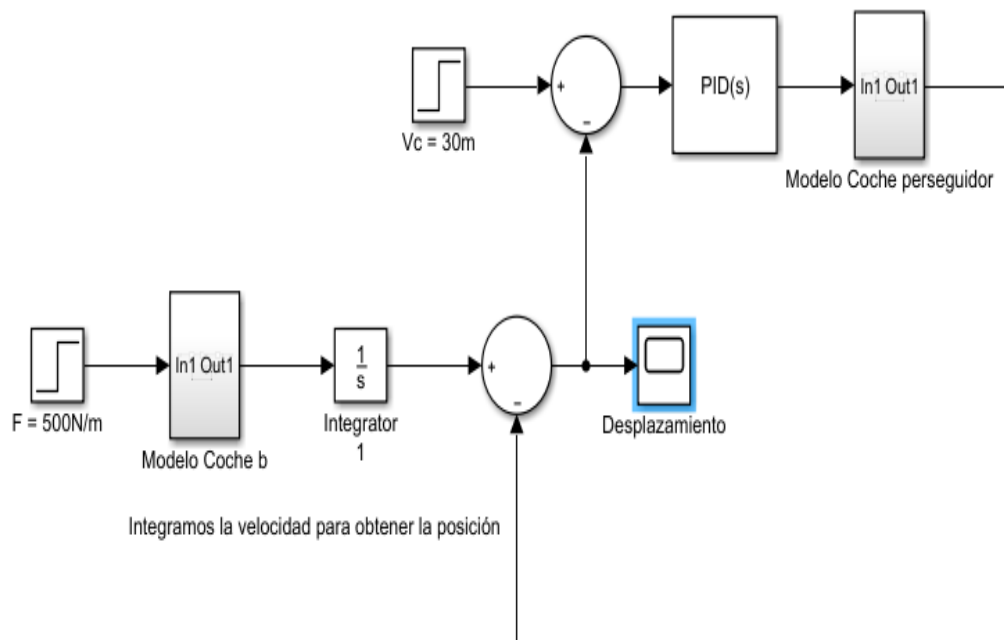 +
−
PID(s)
In1 Out1
Vc = 30m
Modelo Coche perseguidor
In1 Out1
1
s
+
−
F = 500N/m
Integrator
1
Desplazamiento
Modelo Coche b
Integramos la velocidad para obtener la posición